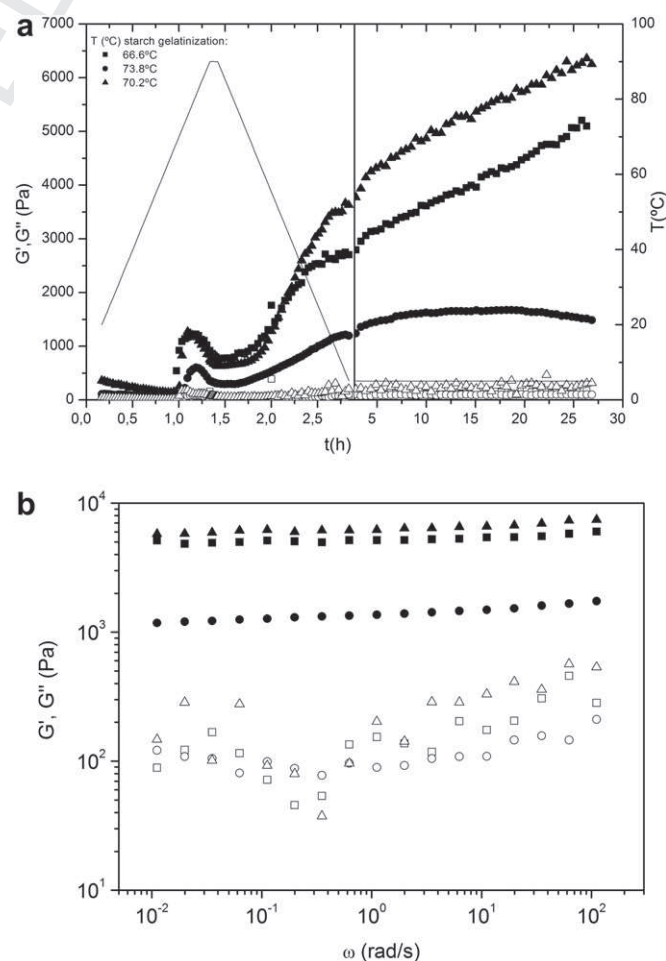 a
7000
6000
5000
4000
3000
2000
1000
0
G',G'' (Pa)
T (ºC) starch gelatinization:
66.6ºC
73.8ºC
70.2ºC
100
80
60
40
20
0
T(ºC)
0,0 0,5 1,0 1,5 2,0 2,5 5 10 15 20 25 30
t(h)
b
10^4
10^3
10^2
10^1
G', G'' (Pa)
10^-2 10^-1 10^0 10^1 10^2
ω (rad/s)